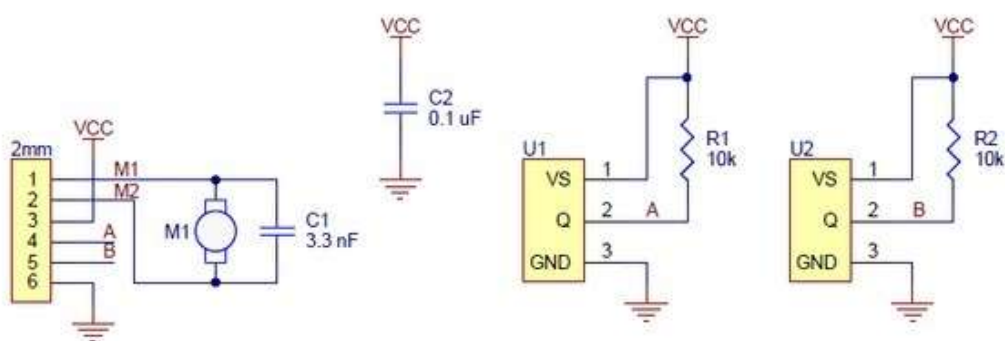 2mm
VCC
1
2
3
4
5
6
M1
M2
A
B
M1
C1
3.3 nF
VCC
C2
0.1 uF
U1
VS
Q
GND
1
2
3
A
VCC
R1
10k
U2
VS
Q
GND
1
2
3
B
VCC
R2
10k